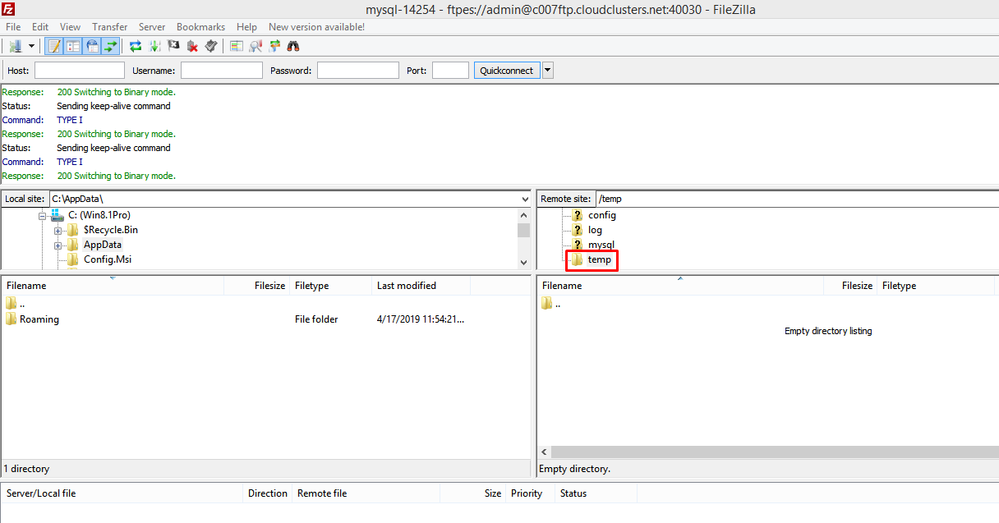 mysql-14254 - ftpes://admin@c007ftp.cloudclusters.net:40030 - FileZilla
File Edit View Transfer Server Bookmarks Help New version available!
Host: Username: Password: Port: Quickconnect
Response: 200 Switching to Binary mode.
Status: Sending keep-alive command
Command: TYPE I
Response: 200 Switching to Binary mode.
Status: Sending keep-alive command
Command: TYPE I
Response: 200 Switching to Binary mode.
Local site: C:\AppData\
C: (Win8.1Pro)
$Recycle.Bin
AppData
Config.Msi
Remote site: /temp
config
log
mysql
temp
Filename Filesize Filetype Last modified
..
Roaming File folder 4/17/2019 11:54:21...
1 directory
Filename Filesize Filetype
..
Empty directory listing
Empty directory.
Server/Local file Direction Remote file Size Priority Status